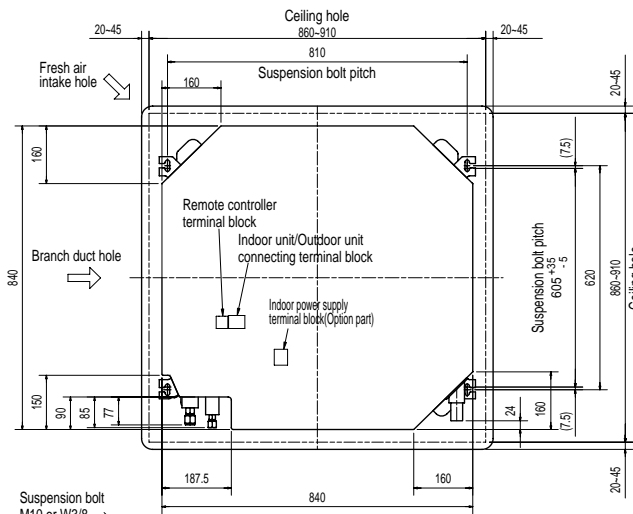 Ceiling hole
20~45
860~910
20~45
810
Suspension bolt pitch
Fresh air
intake hole
160
20~45
160
(7.5)
Remote controller
terminal block
Indoor unit/Outdoor unit
connecting terminal block
Branch duct hole
840
Suspension bolt pitch
605 +35 - 5
620
860~910
Indoor power supply
terminal block(Option part)
150
90
85
77
24
160
(7.5)
187.5
160
840
20~45
Suspension bolt